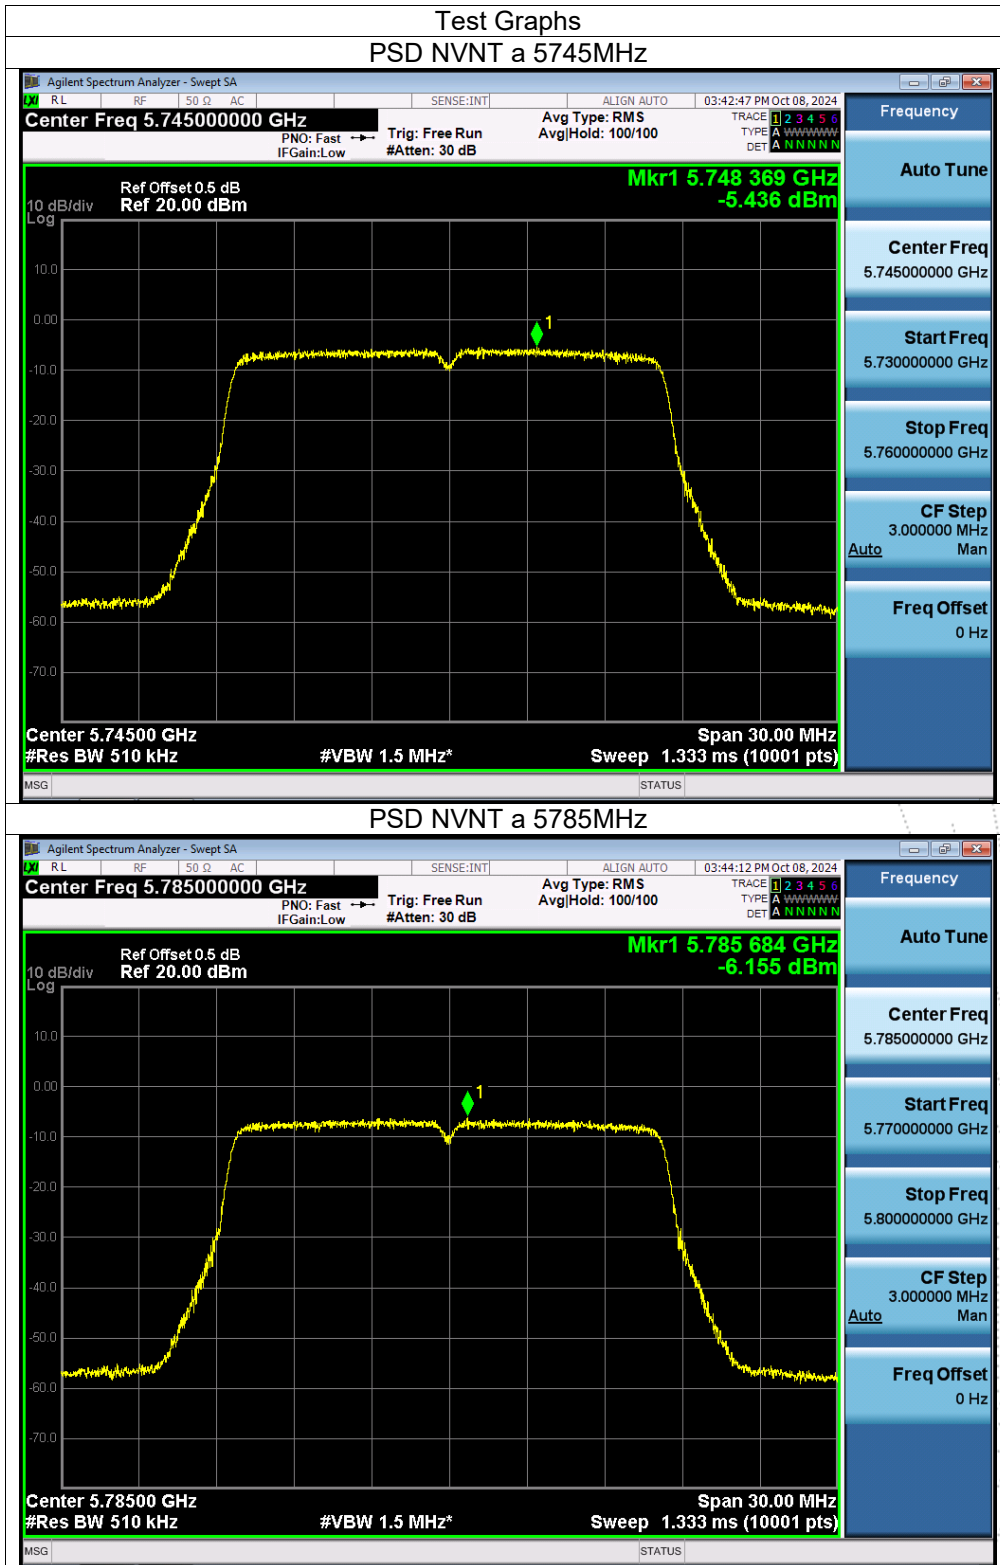 Test Graphs
PSD NVNT a 5745MHz
Agilent Spectrum Analyzer - Swept SA
LXI RL RF 50 Ω AC SENSE:INT ALIGN AUTO 03:42:47 PM Oct 08, 2024
Center Freq 5.745000000 GHz
PNO: Fast
IFGain:Low
Trig: Free Run
#Atten: 30 dB
Avg Type: RMS
Avg|Hold: 100/100
TRACE 1 2 3 4 5 6
TYPE A WWWWW
DET A N N N N N
Frequency
Mkr1 5.748 369 GHz
-5.436 dBm
Ref Offset 0.5 dB
10 dB/div Ref 20.00 dBm
Log
10.0
0.00
-10.0
-20.0
-30.0
-40.0
-50.0
-60.0
-70.0
1
Center 5.74500 GHz Span 30.00 MHz
#Res BW 510 kHz #VBW 1.5 MHz* Sweep 1.333 ms (10001 pts)
Auto Tune
Center Freq
5.745000000 GHz
Start Freq
5.730000000 GHz
Stop Freq
5.760000000 GHz
CF Step
3.000000 MHz
Auto Man
Freq Offset
0 Hz
MSG STATUS
PSD NVNT a 5785MHz
Agilent Spectrum Analyzer - Swept SA
LXI RL RF 50 Ω AC SENSE:INT ALIGN AUTO 03:44:12 PM Oct 08, 2024
Center Freq 5.785000000 GHz
PNO: Fast
IFGain:Low
Trig: Free Run
#Atten: 30 dB
Avg Type: RMS
Avg|Hold: 100/100
TRACE 1 2 3 4 5 6
TYPE A WWWWW
DET A N N N N N
Frequency
Mkr1 5.785 684 GHz
-6.155 dBm
Ref Offset 0.5 dB
10 dB/div Ref 20.00 dBm
Log
10.0
0.00
-10.0
-20.0
-30.0
-40.0
-50.0
-60.0
-70.0
1
Center 5.78500 GHz Span 30.00 MHz
#Res BW 510 kHz #VBW 1.5 MHz* Sweep 1.333 ms (10001 pts)
Auto Tune
Center Freq
5.785000000 GHz
Start Freq
5.770000000 GHz
Stop Freq
5.800000000 GHz
CF Step
3.000000 MHz
Auto Man
Freq Offset
0 Hz
MSG STATUS